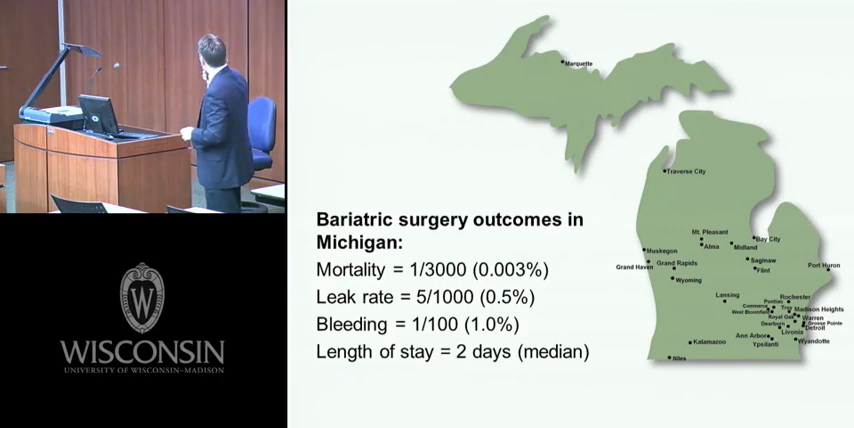 Marquette
Traverse City
Bariatric surgery outcomes in
Michigan:
Mortality = 1/3000 (0.003%)
Leak rate = 5/1000 (0.5%)
Bleeding = 1/100 (1.0%)
Length of stay = 2 days (median)
Mt. Pleasant
Alma
Midland
Bay City
Muskegon
Saginaw
Grand Haven
Grand Rapids
Flint
Port Huron
Wyoming
Lansing
Rochester
Pontiac
Commerce
Troy
Madison Heights
West Bloomfield
Royal Oak
Warren
Grosse Pointe
Dearborn
Detroit
Livonia
Ann Arbor
Ypsilanti
Wyandotte
Kalamazoo
Niles
W
WISCONSIN
UNIVERSITY OF WISCONSIN–MADISON